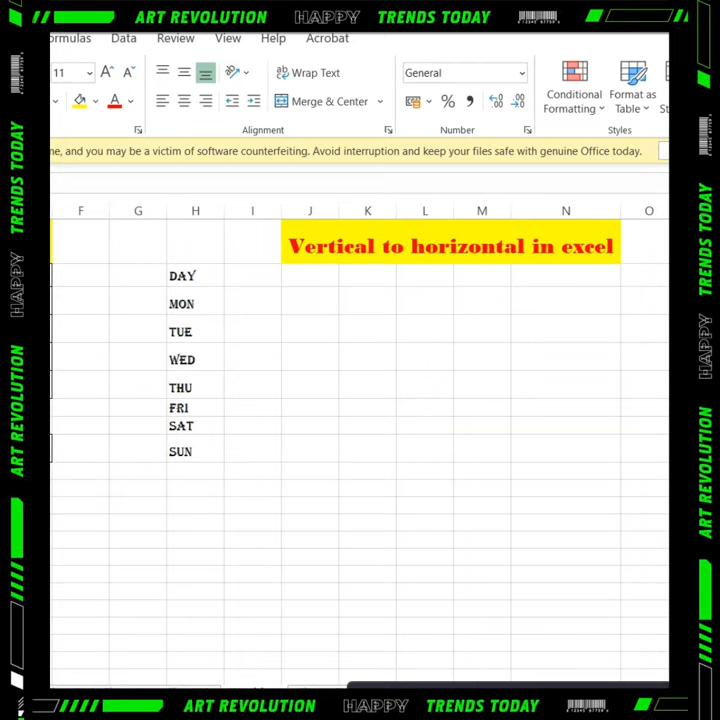 ART REVOLUTION HAPPY TRENDS TODAY
ormulas Data Review View Help Acrobat
11 A A ab Wrap Text General
Merge & Center % Conditional Formatting Format as Table
Alignment Number Styles
ne, and you may be a victim of software counterfeiting. Avoid interruption and keep your files safe with genuine Office today.
F G H I J K L M N O
Vertical to horizontal in excel
DAY
MON
TUE
WED
THU
FRI
SAT
SUN
ART REVOLUTION HAPPY TRENDS TODAY
ART REVOLUTION HAPPY TRENDS TODAY
ART REVOLUTION HAPPY TRENDS TODAY